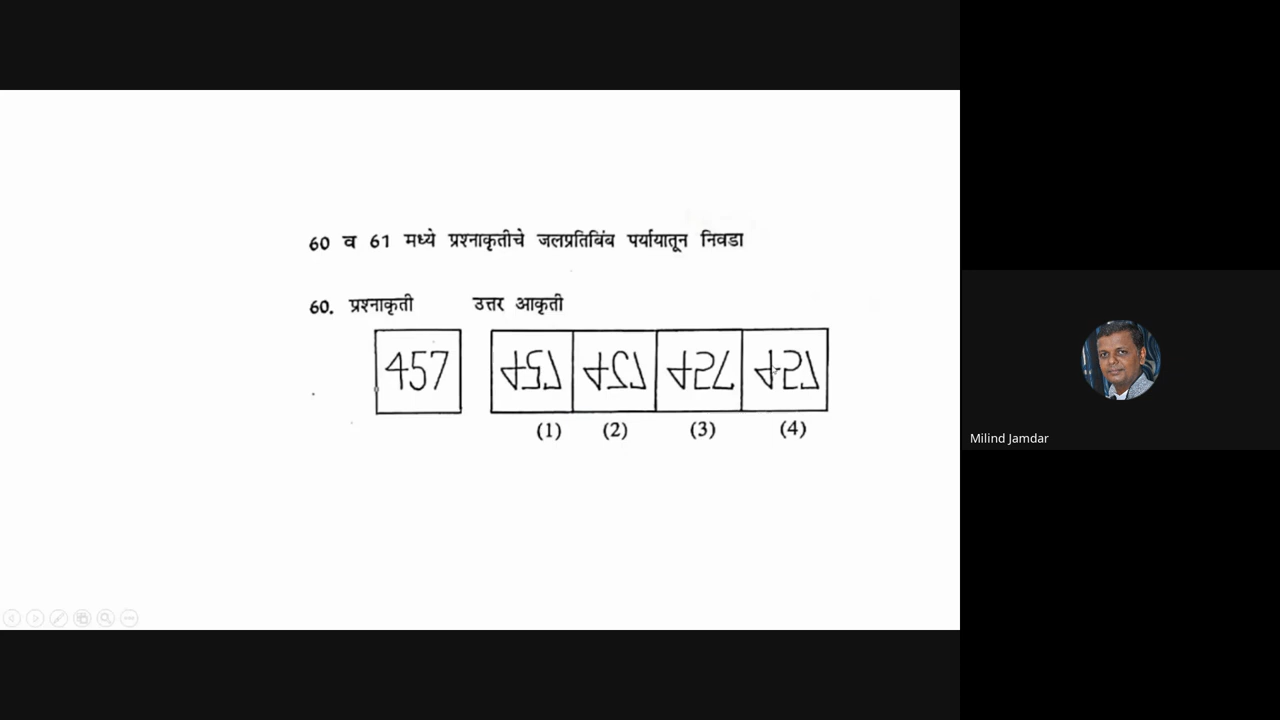 60 व 61 मध्ये प्रश्नाकृतीचे जलप्रतिबिंब पर्यायातून निवडा
60. प्रश्नाकृती उत्तर आकृती
457
(1) (2) (3) (4)
Milind Jamdar